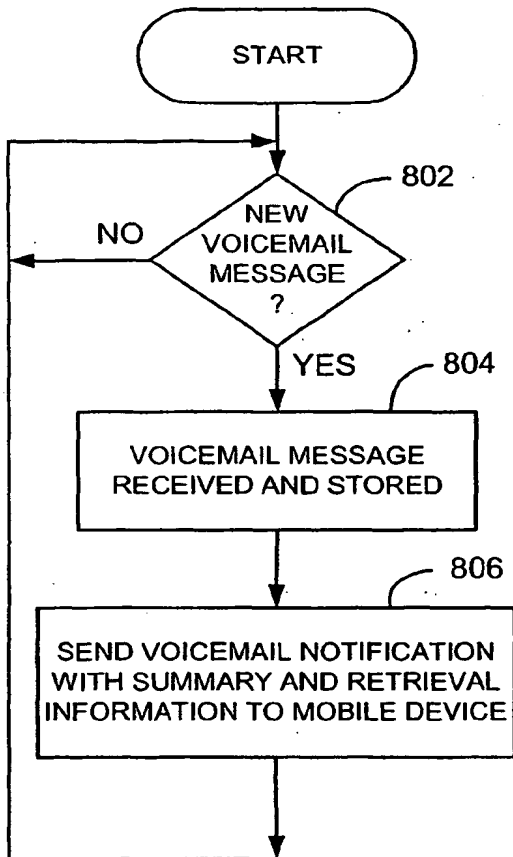 START
802
NEW
VOICEMAIL
MESSAGE
?
NO
YES
804
VOICEMAIL MESSAGE
RECEIVED AND STORED
806
SEND VOICEMAIL NOTIFICATION
WITH SUMMARY AND RETRIEVAL
INFORMATION TO MOBILE DEVICE